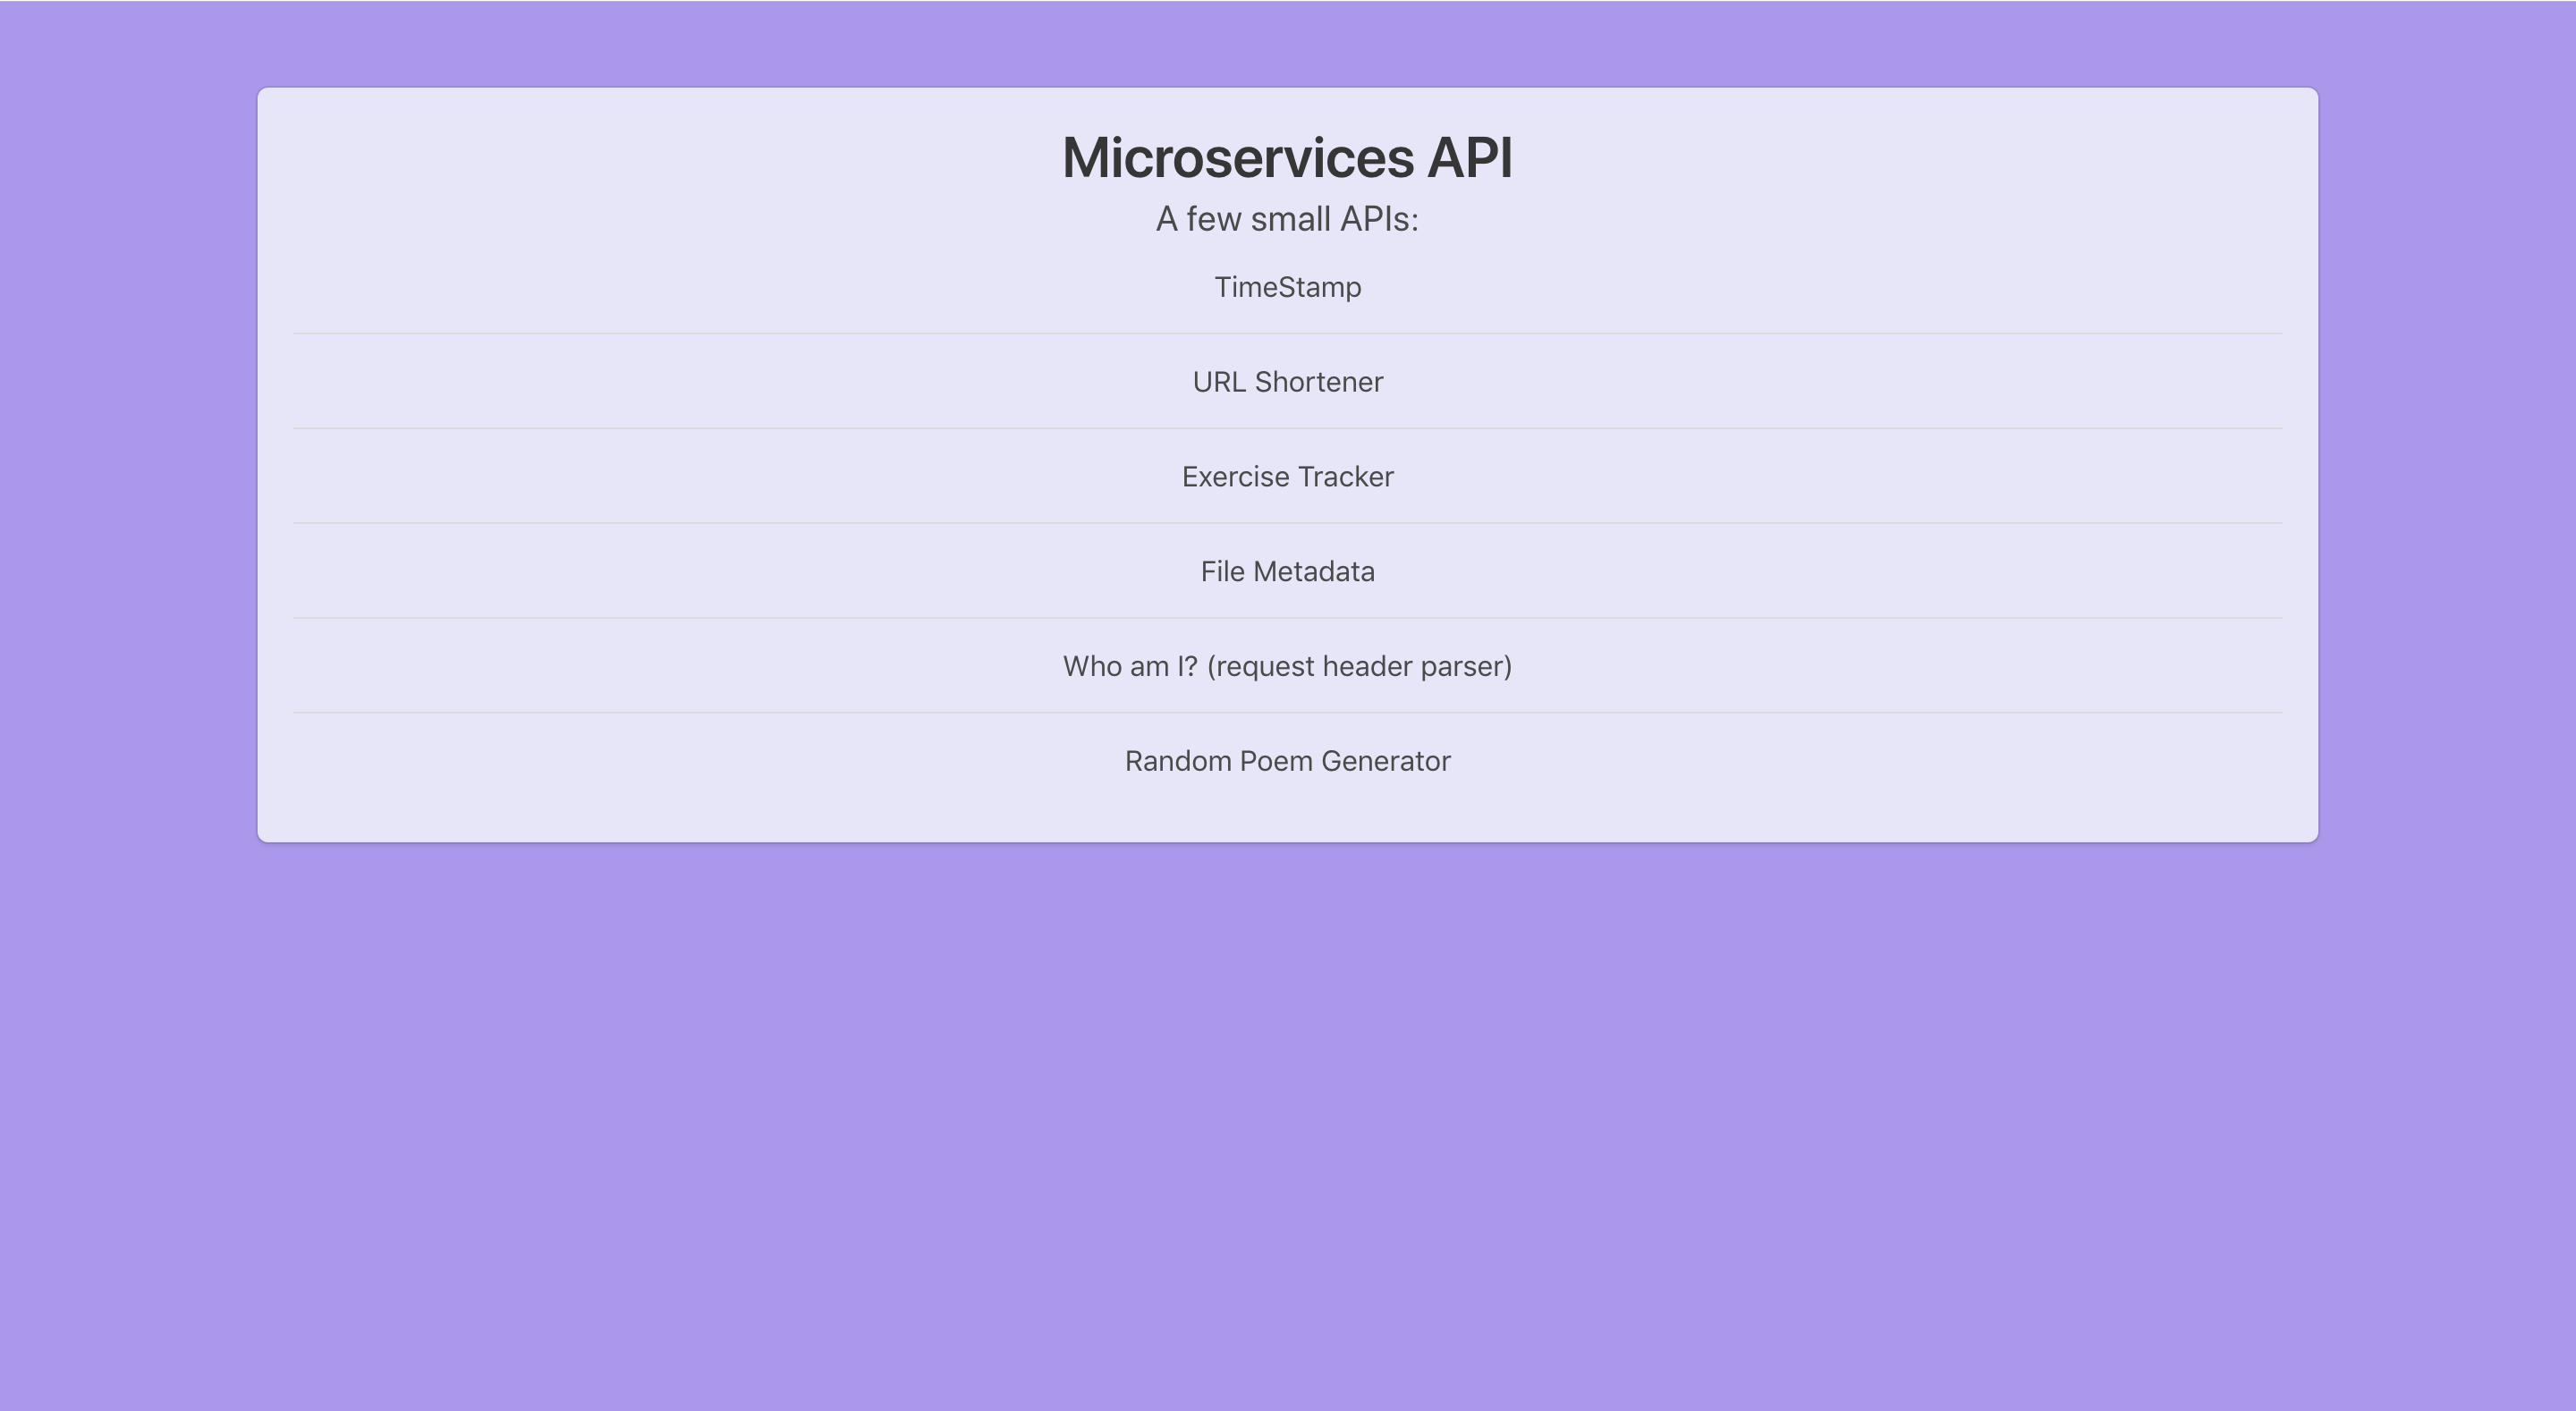 Microservices API
A few small APIs:
TimeStamp
URL Shortener
Exercise Tracker
File Metadata
Who am I? (request header parser)
Random Poem Generator